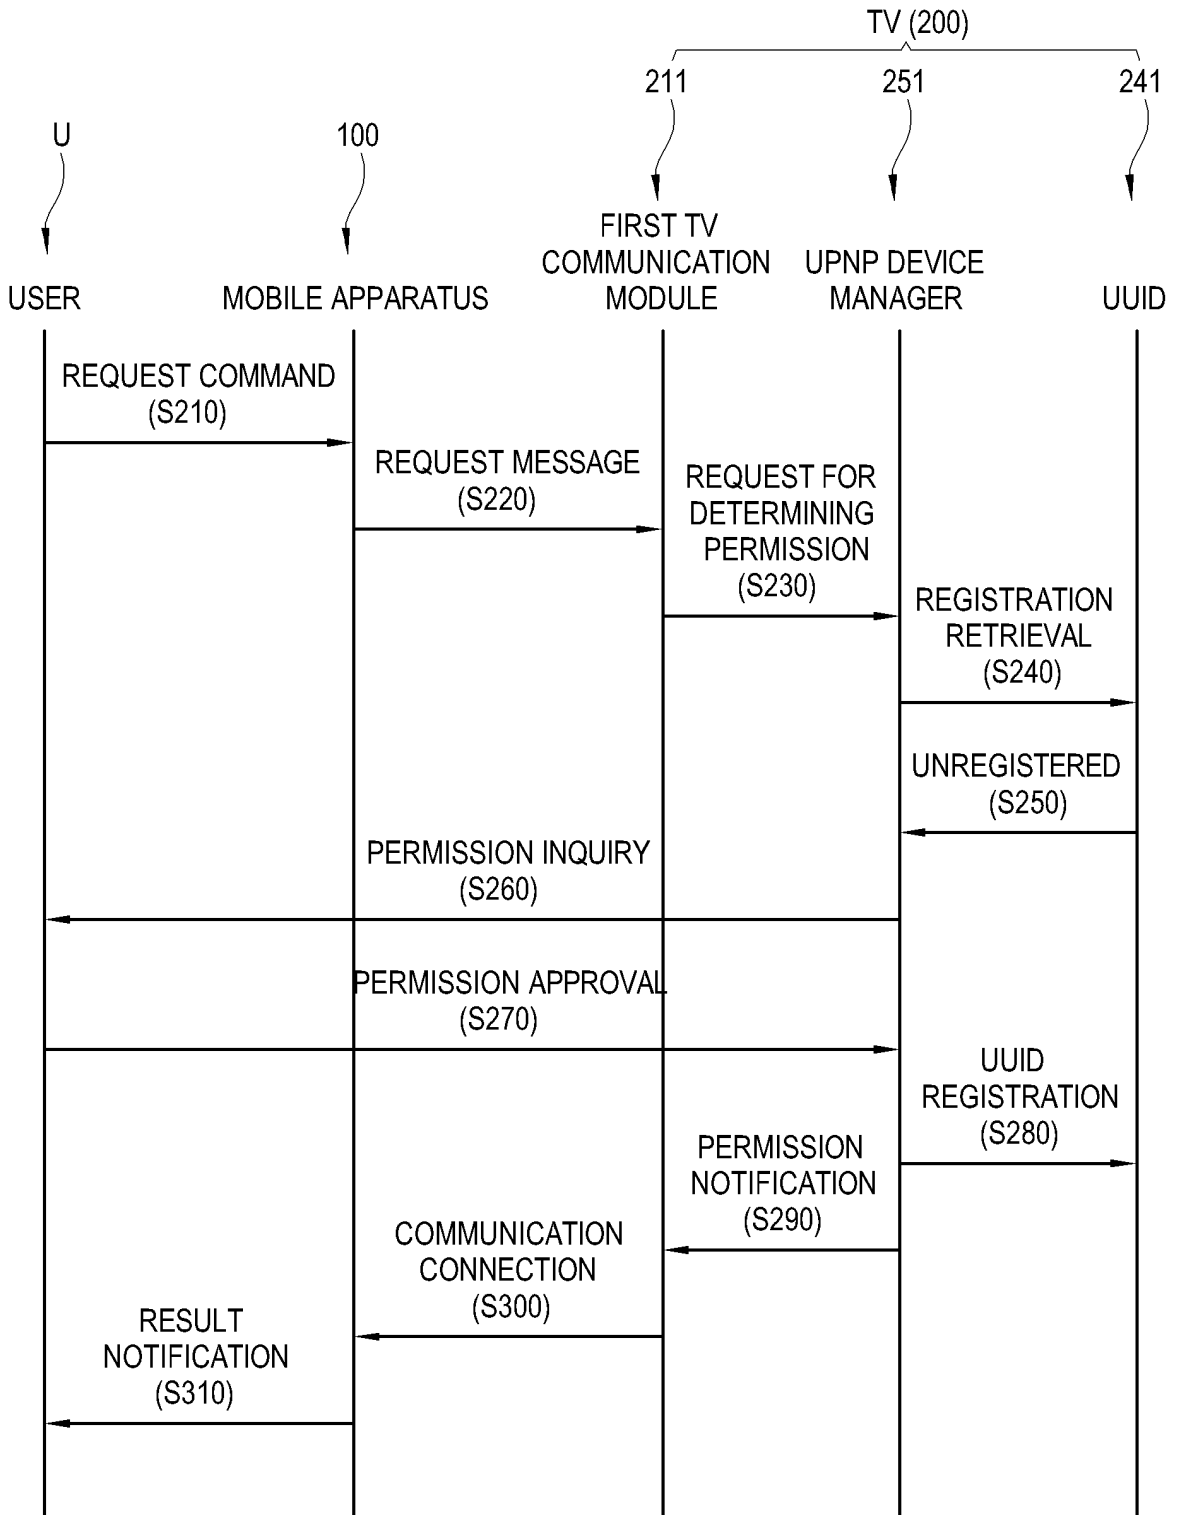 TV (200)
211
251
241
U
100
FIRST TV
COMMUNICATION
MODULE
UPNP DEVICE
MANAGER
UUID
USER
MOBILE APPARATUS
REQUEST COMMAND
(S210)
REQUEST MESSAGE
(S220)
REQUEST FOR
DETERMINING
PERMISSION
(S230)
REGISTRATION
RETRIEVAL
(S240)
UNREGISTERED
(S250)
PERMISSION INQUIRY
(S260)
PERMISSION APPROVAL
(S270)
UUID
REGISTRATION
(S280)
PERMISSION
NOTIFICATION
(S290)
COMMUNICATION
CONNECTION
(S300)
RESULT
NOTIFICATION
(S310)